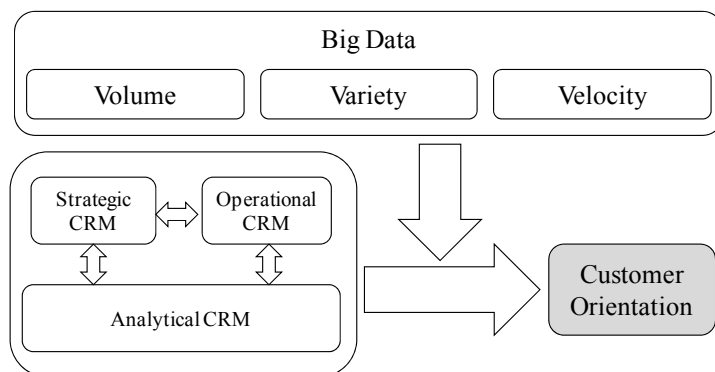 Big Data
Volume
Variety
Velocity
Strategic
CRM
Operational
CRM
Analytical CRM
Customer
Orientation